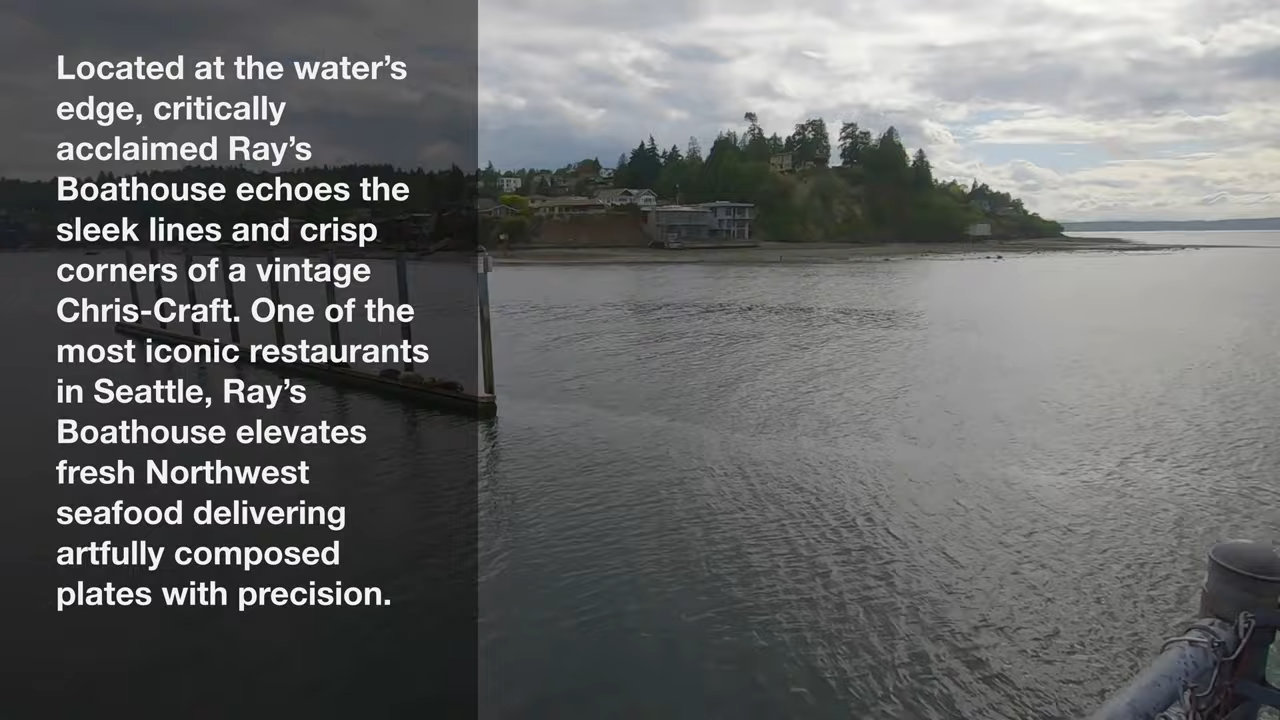 Located at the water’s
edge, critically
acclaimed Ray’s
Boathouse echoes the
sleek lines and crisp
corners of a vintage
Chris-Craft. One of the
most iconic restaurants
in Seattle, Ray’s
Boathouse elevates
fresh Northwest
seafood delivering
artfully composed
plates with precision.